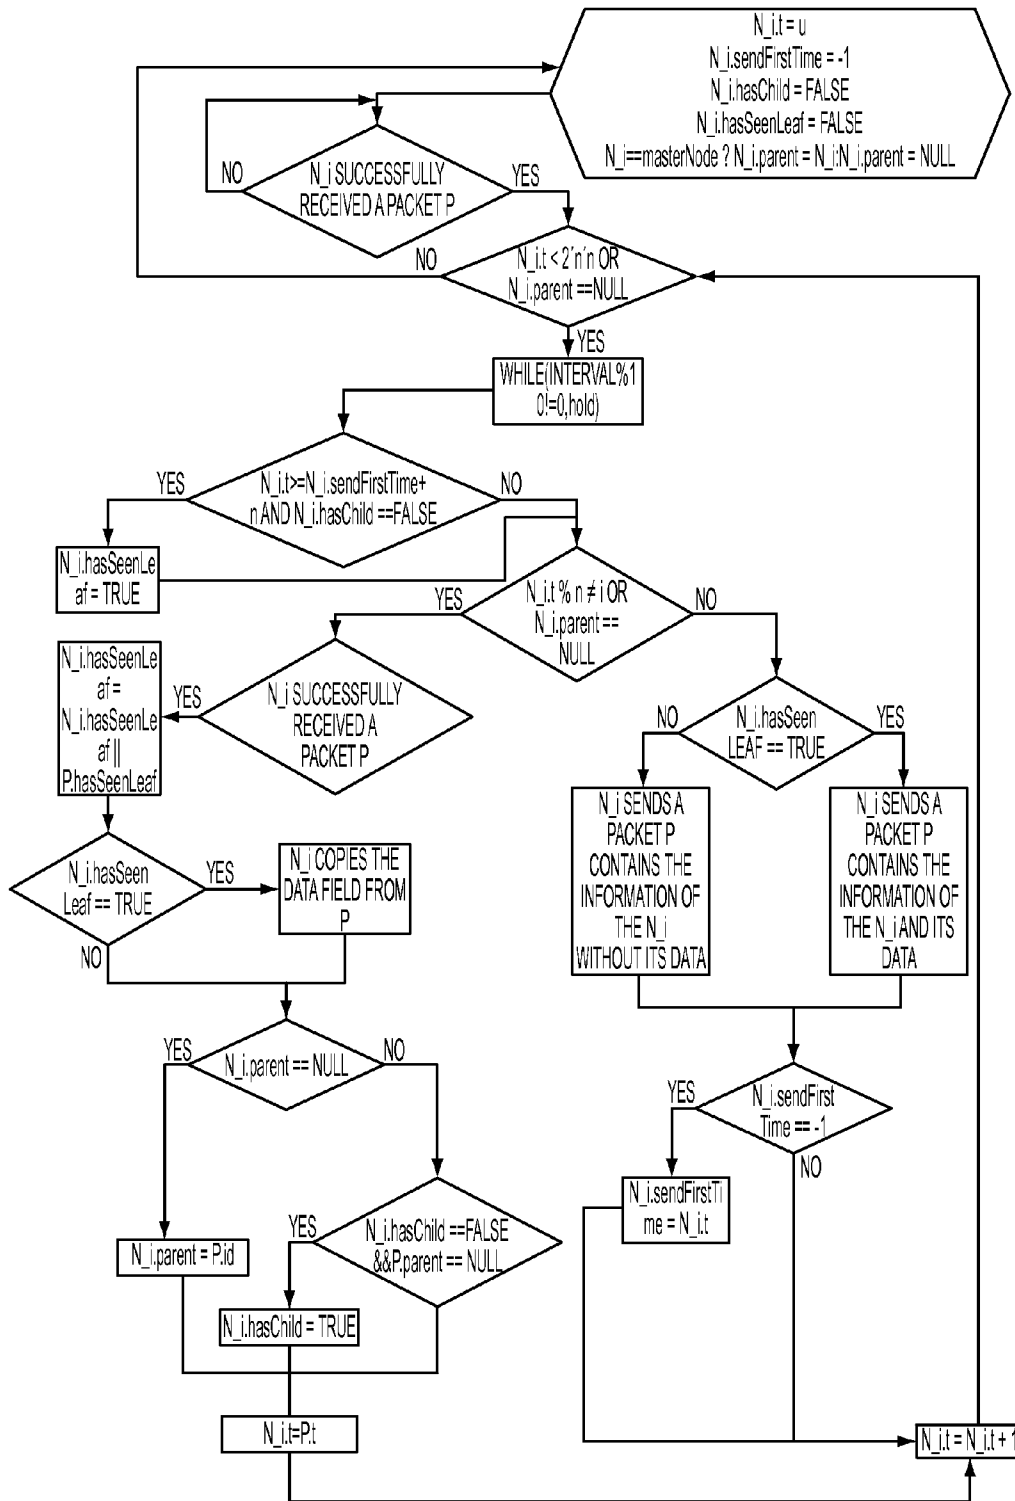 N_i.t = u
N_i.sendFirstTime = -1
N_i.hasChild = FALSE
N_i.hasSeenLeaf = FALSE
N_i==masterNode ? N_i.parent = N_i:N_i.parent = NULL
NO
N_i SUCCESSFULLY
RECEIVED A PACKET P
YES
NO
N_i.t < 2*n*n OR
N_i.parent ==NULL
YES
WHILE(INTERVAL%1
0!=0,hold)
YES
N_i.t>=N_i.sendFirstTime+
n AND N_i.hasChild ==FALSE
NO
N_i.hasSeenLe
af = TRUE
YES
N_i.t % n ≠ i OR
N_i.parent ==
NULL
NO
N_i.hasSeenLe
af =
N_i.hasSeenLe
af ||
P.hasSeenLeaf
YES
N_i SUCCESSFULLY
RECEIVED A
PACKET P
NO
N_i.hasSeen
LEAF == TRUE
YES
N_i SENDS A
PACKET P
CONTAINS THE
INFORMATION OF
THE N_i
WITHOUT ITS DATA
N_i SENDS A
PACKET P
CONTAINS THE
INFORMATION OF
THE N_i AND ITS
DATA
N_i.hasSeen
Leaf == TRUE
YES
N_i COPIES THE
DATA FIELD FROM
P
NO
YES
N_i.parent == NULL
NO
YES
N_i.sendFirst
Time == -1
NO
N_i.sendFirstTi
me = N_i.t
YES
N_i.hasChild ==FALSE
&&P.parent == NULL
N_i.parent = P.id
N_i.hasChild = TRUE
N_i.t=P.t
N_i.t = N_i.t + 1